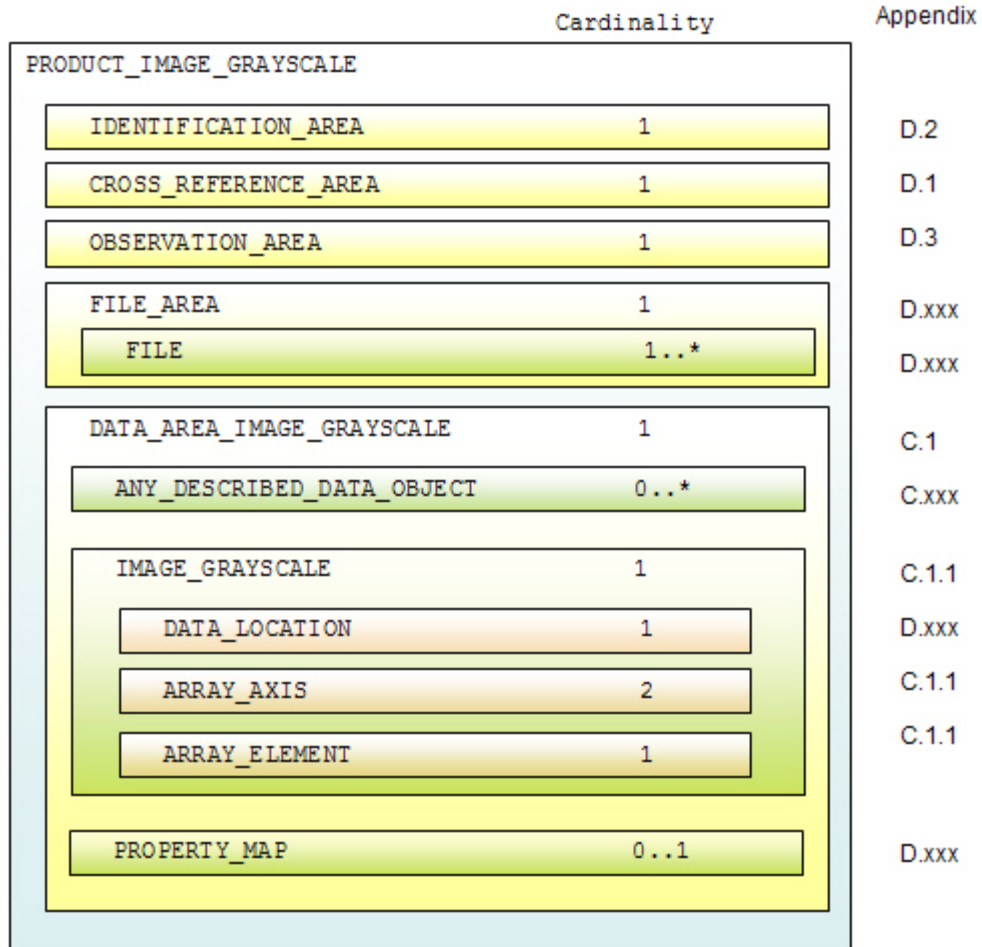 Cardinality Appendix
PRODUCT_IMAGE_GRAYSCALE
IDENTIFICATION_AREA 1 D.2
CROSS_REFERENCE_AREA 1 D.1
OBSERVATION_AREA 1 D.3
FILE_AREA 1 D.xxx
FILE 1..* D.xxx
DATA_AREA_IMAGE_GRAYSCALE 1 C.1
ANY_DESCRIBED_DATA_OBJECT 0..* C.xxx
IMAGE_GRAYSCALE 1 C.1.1
DATA_LOCATION 1 D.xxx
ARRAY_AXIS 2 C.1.1
ARRAY_ELEMENT 1 C.1.1
PROPERTY_MAP 0..1 D.xxx